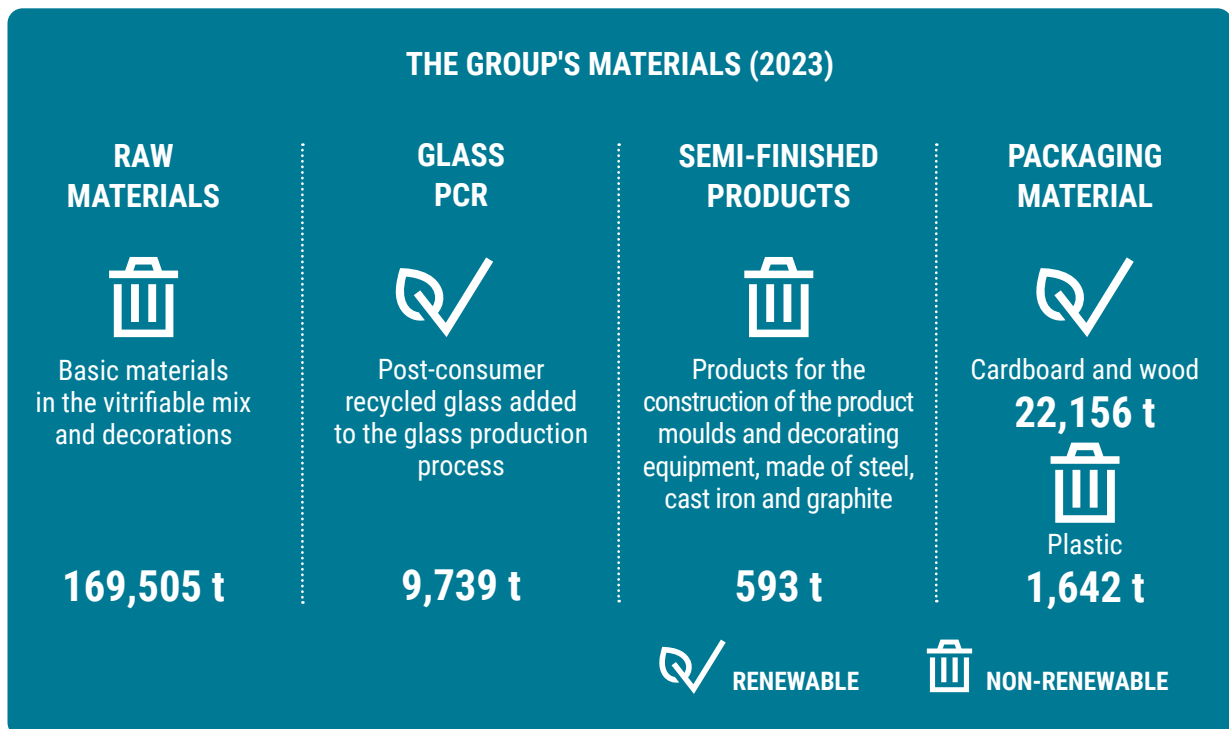 THE GROUP'S MATERIALS (2023)
RAW
MATERIALS
Basic materials
in the vitrifiable mix
and decorations
169,505 t
GLASS
PCR
Post-consumer
recycled glass added
to the glass production
process
9,739 t
SEMI-FINISHED
PRODUCTS
Products for the
construction of the product
moulds and decorating
equipment, made of steel,
cast iron and graphite
593 t
PACKAGING
MATERIAL
Cardboard and wood
22,156 t
Plastic
1,642 t
RENEWABLE
NON-RENEWABLE